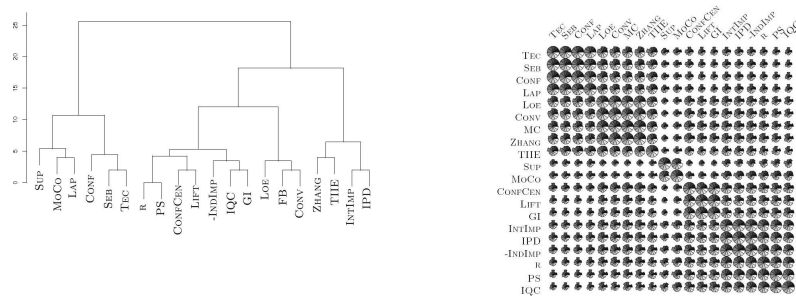 25
20
15
10
5
0
SUP
MOCO
LAP
CONF
SEB
TEC
R
PS
CONFCEN
LIFT
-INDIMP
IQC
GI
LOE
FB
CONV
ZHANG
TIIE
INTIMP
IPD
TEC SEB CONF LAP LOE CONV MC ZHANG TIIE SUP MOCO CONFCEN LIFT GI INTIMP IPD -INDIMP R PS IQC
TEC
SEB
CONF
LAP
LOE
CONV
MC
ZHANG
TIIE
SUP
MOCO
CONFCEN
LIFT
GI
INTIMP
IPD
-INDIMP
R
PS
IQC